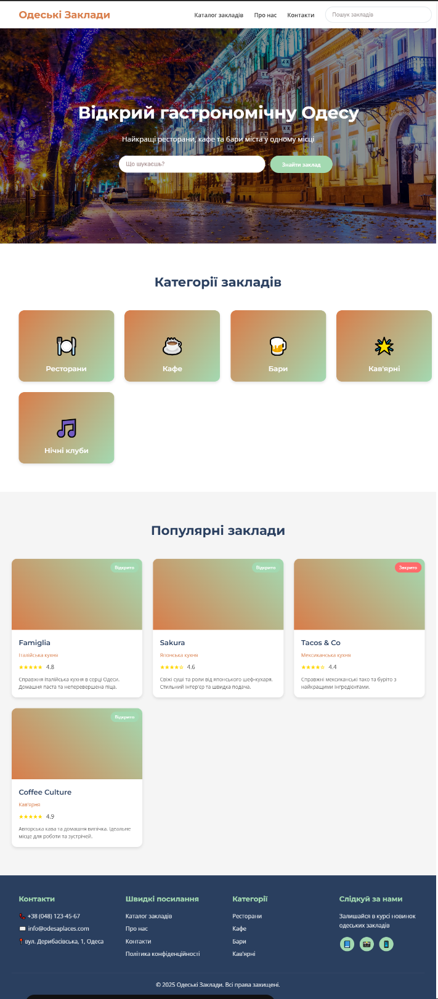 Одеські Заклади
Каталог закладів
Про нас
Контакти
Пошук закладів
Відкрий гастрономічну Одесу
Найкращі ресторани, кафе та бари міста у одному місці
Що шукаєшь?
Знайти заклад
Категорії закладів
Ресторани
Кафе
Бари
Кав'ярні
Нічні клуби
Популярні заклади
Відкрито
Famiglia
Італійська кухня
★★★★★ 4.8
Справжня італійська кухня в серці Одеси.
Домашня паста та неперевершена піца.
Відкрито
Sakura
Японська кухня
★★★★☆ 4.6
Свіжі суші та роли від японського шеф-кухаря.
Стильний інтер'єр та швидка подача.
Закрито
Tacos & Co
Мексиканська кухня
★★★★☆ 4.4
Справжні мексиканські тако та буріто з
найкращими інгредієнтами.
Відкрито
Coffee Culture
Кав'ярня
★★★★★ 4.9
Авторська кава та домашня випічка. Ідеальне
місце для роботи та зустрічей.
Контакти
+38 (048) 123-45-67
info@odesaplaces.com
вул. Дерибасівська, 1, Одеса
Швидкі посилання
Каталог закладів
Про нас
Контакти
Політика конфіденційності
Категорії
Ресторани
Кафе
Бари
Кав'ярні
Слідкуй за нами
Залишайся в курсі новинок
одеських закладів
© 2025 Одеські Заклади. Всі права захищені.